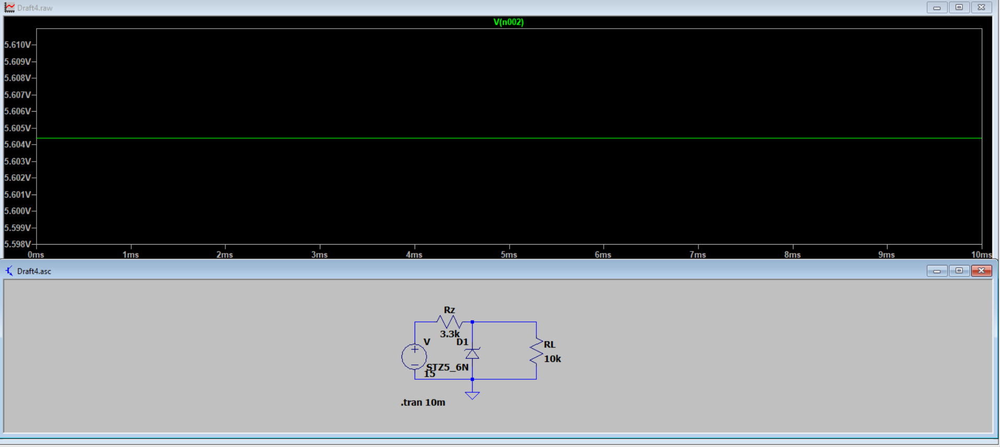 Draft4.raw
V(n002)
5.610V
5.609V
5.608V
5.607V
5.606V
5.605V
5.604V
5.603V
5.602V
5.601V
5.600V
5.599V
5.598V
0ms 1ms 2ms 3ms 4ms 5ms 6ms 7ms 8ms 9ms 10ms
Draft4.asc
Rz
3.3k
V
D1
RL
10k
STZ5_6N
15
.tran 10m